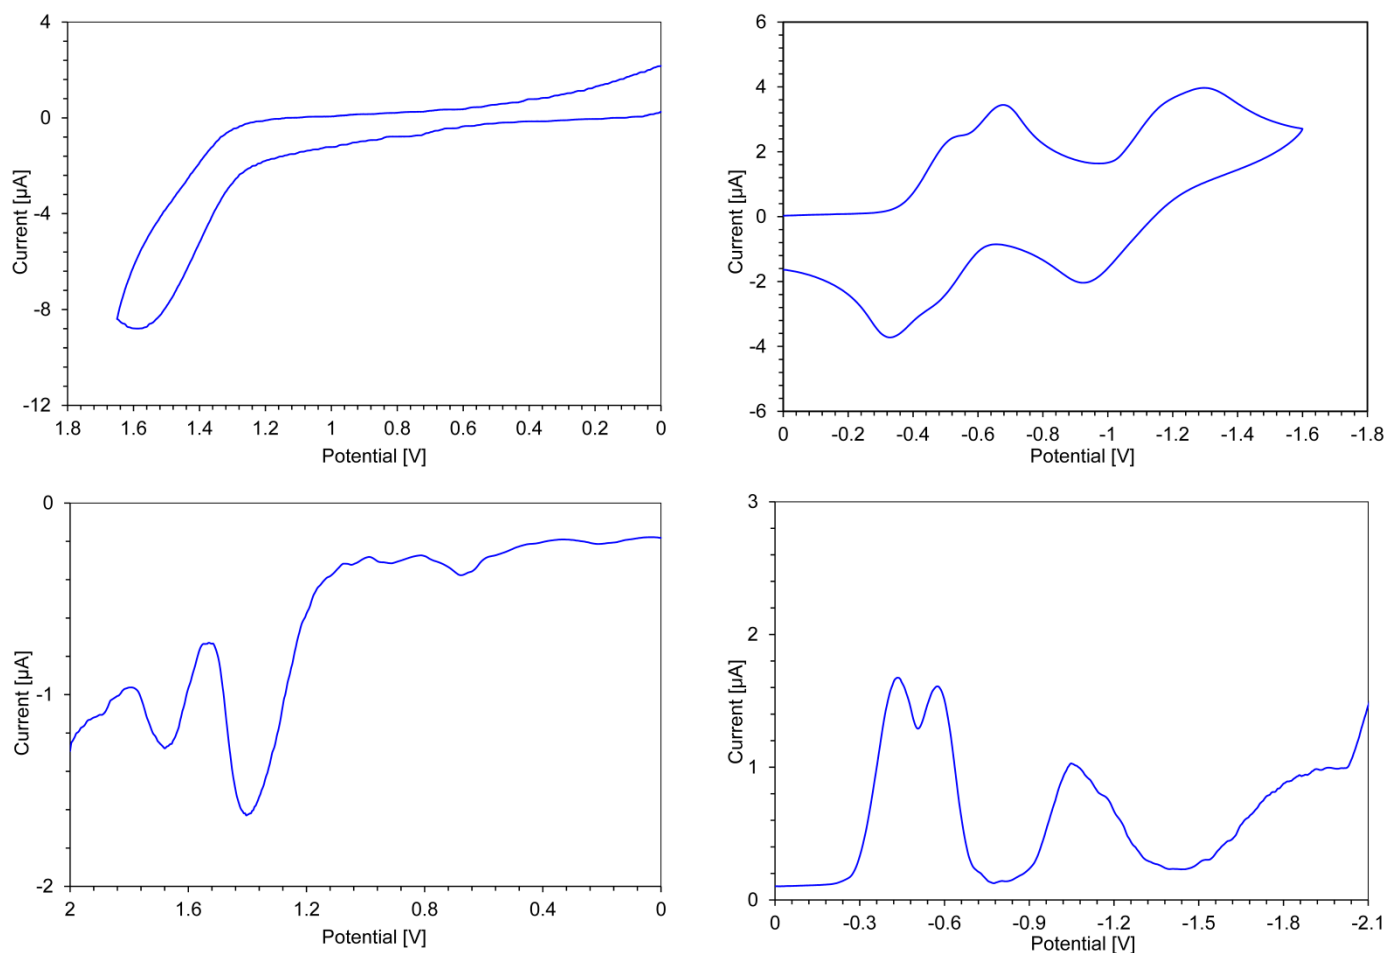 4
0
-4
-8
-12
Current [µA]
1.8 1.6 1.4 1.2 1 0.8 0.6 0.4 0.2 0
Potential [V]
6
4
2
0
-2
-4
-6
Current [µA]
0 -0.2 -0.4 -0.6 -0.8 -1 -1.2 -1.4 -1.6 -1.8
Potential [V]
0
-1
-2
Current [µA]
2 1.6 1.2 0.8 0.4 0
Potential [V]
3
2
1
0
Current [µA]
0 -0.3 -0.6 -0.9 -1.2 -1.5 -1.8 -2.1
Potential [V]